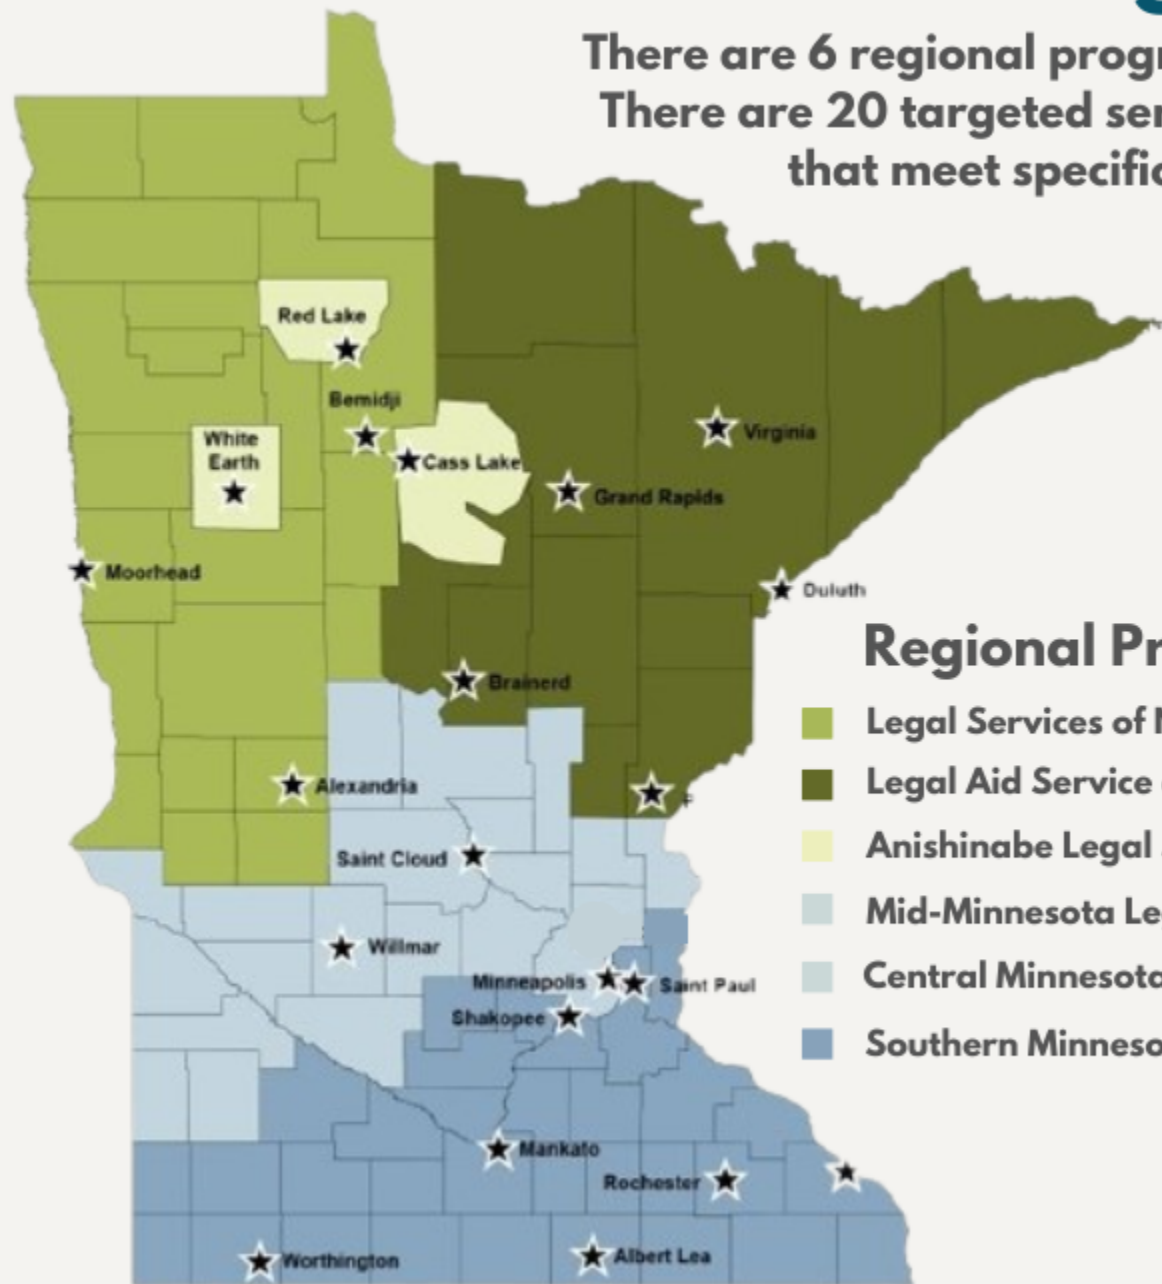 There are 6 regional progr
There are 20 targeted ser
that meet specific
Red Lake
Bemidji
White
Earth
Cass Lake
Virginia
Grand Rapids
Moorhead
Duluth
Brainerd
Alexandria
Saint Cloud
Willmar
Minneapolis
Saint Paul
Shakopee
Mankato
Rochester
Worthington
Albert Lea
Regional Pr
Legal Services of
Legal Aid Service
Anishinabe Legal
Mid-Minnesota Le
Central Minnesota
Southern Minneso